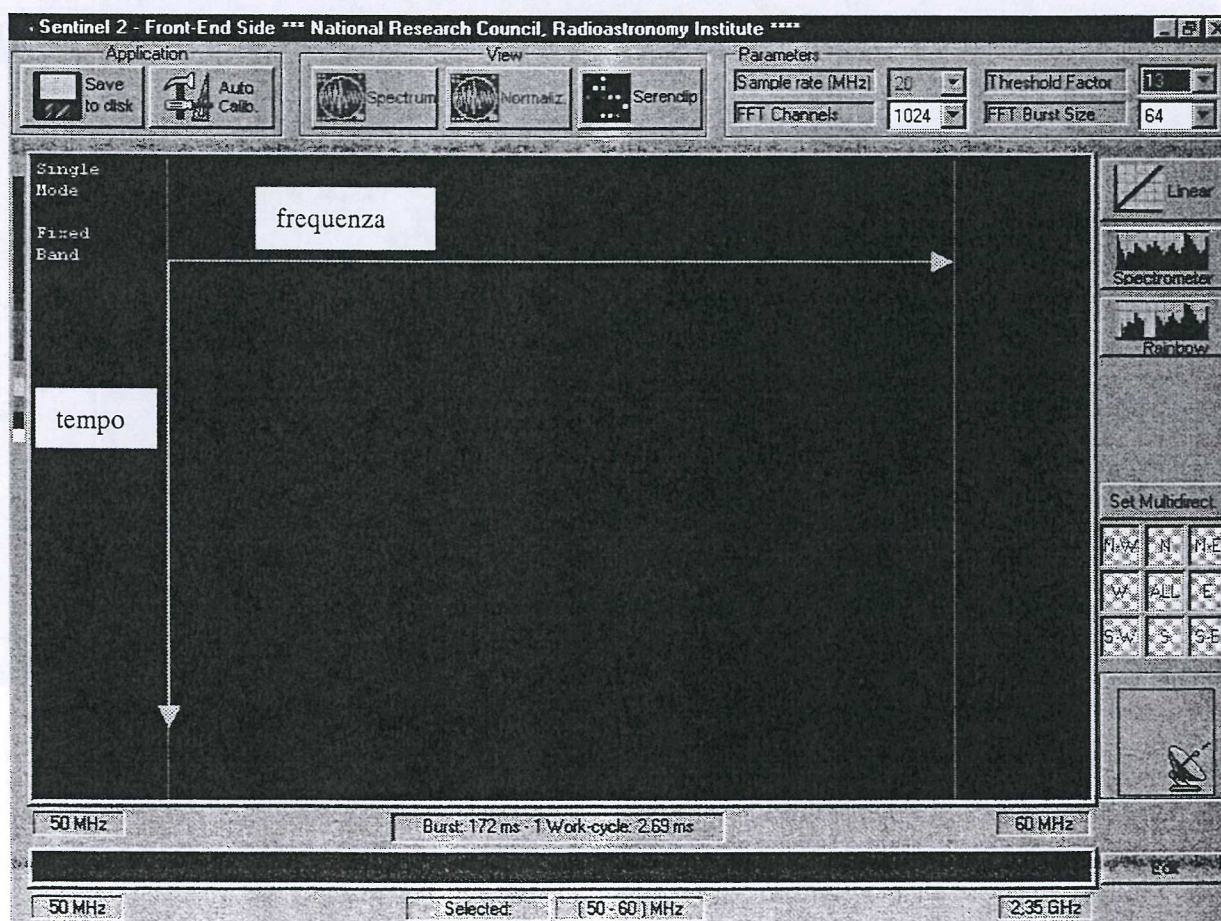 Sentinel 2 - Front-End Side *** National Research Council, Radioastronomy Institute ****
Application
View
Parameters
Save to disk
Auto Calib.
Spectrum
Normaliz.
Serendip
Sample rate (MHz)
20
Threshold Factor
13
FFT Channels
1024
FFT Burst Size
64
Single
Mode
Fixed
Band
frequenza
tempo
Linear
Spectrometer
Rainbow
Set Multidirect.
N-W N N-E
W ALL E
S-W S S-E
50 MHz
Burst: 172 ms - 1 Work-cycle: 2.69 ms
60 MHz
50 MHz
Selected:
( 50 - 60 ) MHz
2,35 GHz